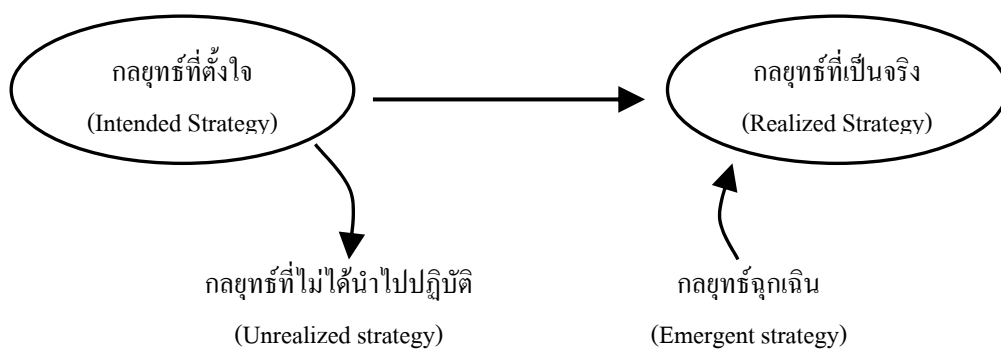 กลยุทธ์ที่ตั้งใจ
(Intended Strategy)
กลยุทธ์ที่เป็นจริง
(Realized Strategy)
กลยุทธ์ที่ไม่ได้นำไปปฏิบัติ
(Unrealized strategy)
กลยุทธ์ฉุกเฉิน
(Emergent strategy)